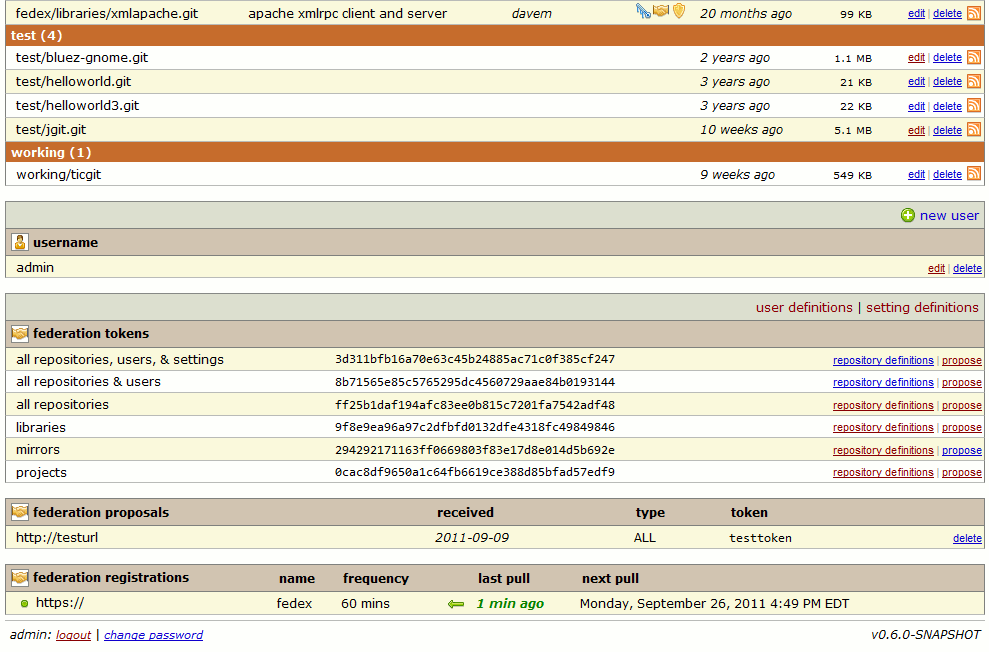 fedex/libraries/xmlapache.git apache xmlrpc client and server davem 20 months ago 99 KB edit | delete
test (4)
test/bluez-gnome.git 2 years ago 1.1 MB edit | delete
test/helloworld.git 3 years ago 21 KB edit | delete
test/helloworld3.git 3 years ago 22 KB edit | delete
test/jgit.git 10 weeks ago 5.1 MB edit | delete
working (1)
working/ticgit 9 weeks ago 549 KB edit | delete
new user
username
admin edit | delete
user definitions | setting definitions
federation tokens
all repositories, users, & settings 3d311bfb16a70e63c45b24885ac71c0f385cf247 repository definitions | propose
all repositories & users 8b71565e85c5765295dc4560729aae84b0193144 repository definitions | propose
all repositories ff25b1daf194afc83ee0b815c7201fa7542adf48 repository definitions | propose
libraries 9f8e9ea96a97c2dfbfd0132dfe4318fc49849846 repository definitions | propose
mirrors 294292171163ff0669803f83e17d8e014d5b692e repository definitions | propose
projects 0cac8df9650a1c64fb6619ce388d85bfad57edf9 repository definitions | propose
federation proposals received type token
http://testurl 2011-09-09 ALL testtoken delete
federation registrations name frequency last pull next pull
https:// fedex 60 mins 1 min ago Monday, September 26, 2011 4:49 PM EDT
admin: logout | change password v0.6.0-SNAPSHOT